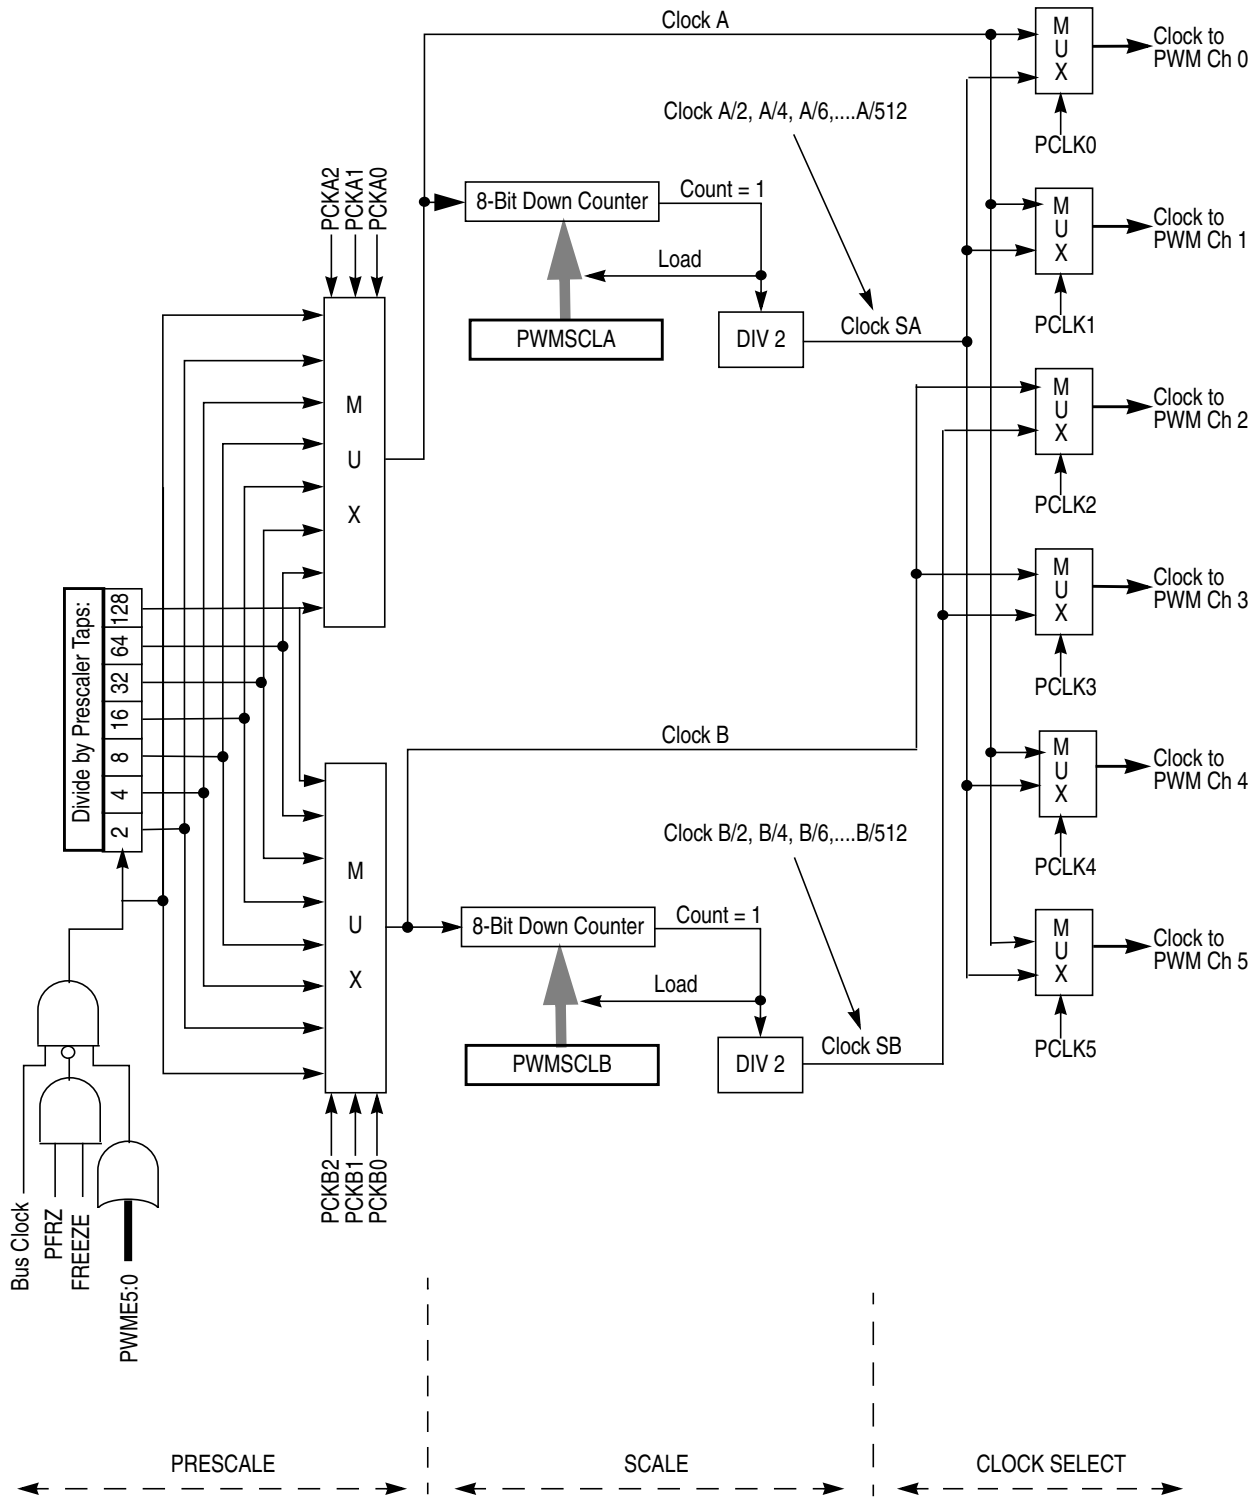 Clock A
M
U
X
Clock to
PWM Ch 0
PCLK0
Clock A/2, A/4, A/6,....A/512
PCKA2
PCKA1
PCKA0
8-Bit Down Counter
Count = 1
Load
PWMSCLA
DIV 2
Clock SA
M
U
X
Clock to
PWM Ch 1
PCLK1
M
U
X
M
U
X
Clock to
PWM Ch 2
PCLK2
M
U
X
Clock to
PWM Ch 3
PCLK3
Divide by Prescaler Taps:
128
64
32
16
8
4
2
Clock B
M
U
X
Clock to
PWM Ch 4
PCLK4
Clock B/2, B/4, B/6,....B/512
M
U
X
8-Bit Down Counter
Count = 1
Load
PWMSCLB
DIV 2
Clock SB
M
U
X
Clock to
PWM Ch 5
PCLK5
PCKB2
PCKB1
PCKB0
Bus Clock
PFRZ
FREEZE
PWME5:0
PRESCALE
SCALE
CLOCK SELECT